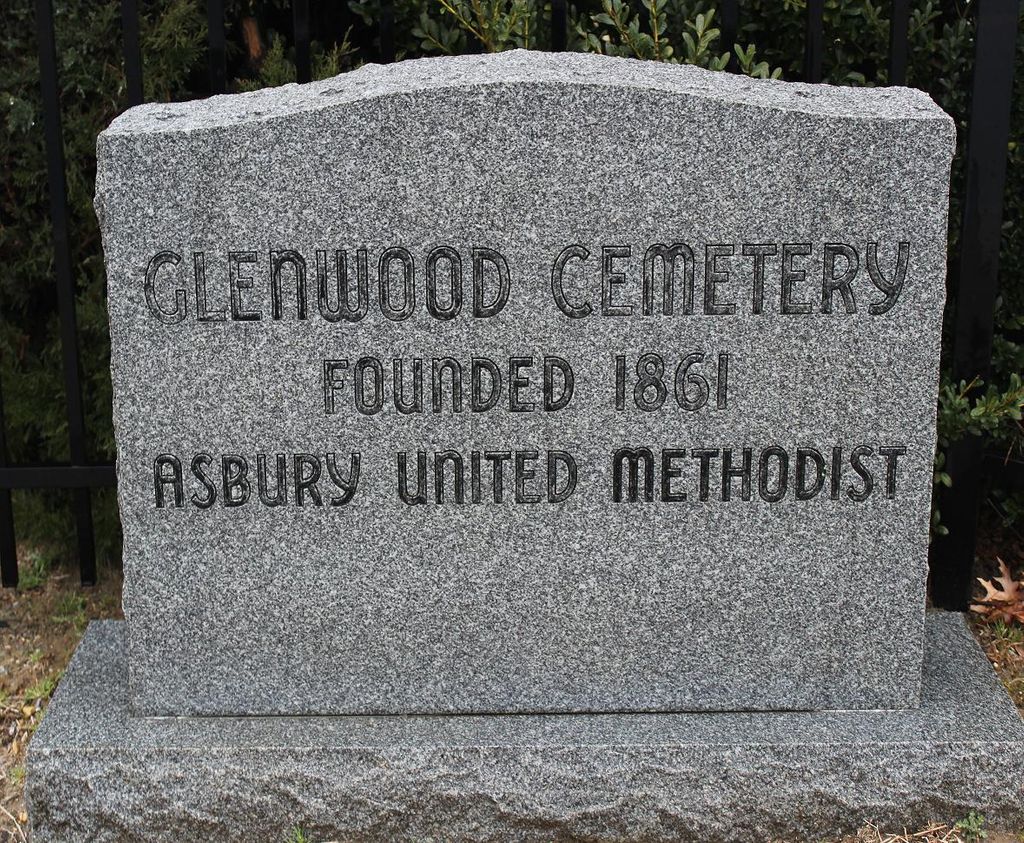 GLENWOOD CEMETERY
FOUNDED 1861
ASBURY UNITED METHODIST